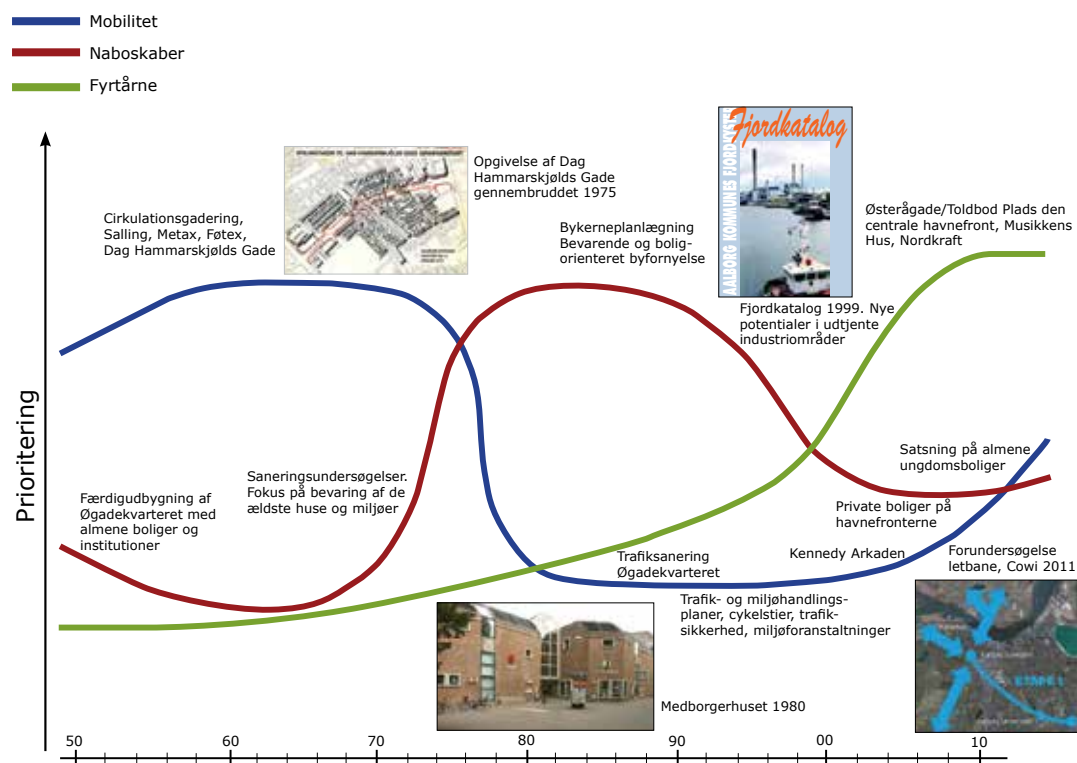 Mobilitet
Naboskaber
Fyrtårne
Prioritering
Cirkulationsgadering,
Salling, Metax, Føtex,
Dag Hammarskjølds Gade
Opgivelse af Dag
Hammarskjølds Gade
gennembruddet 1975
Bykerneplanlægning
Bevarende og bolig-
orienteret byfornyelse
AALBORG KOMMUNES FJORDKYSTER
Fjordkatalog
Fjordkatalog 1999. Nye
potentialer i udtjente
industriområder
Østerågade/Toldbod Plads den
centrale havnefront, Musikkens
Hus, Nordkraft
Færdigudbygning af
Øgadekvarteret med
almene boliger og
institutioner
Saneringsundersøgelser.
Fokus på bevaring af de
ældste huse og miljøer
Satsning på almene
ungdomsboliger
Private boliger på
havnefronterne
Trafiksanering
Øgadekvarteret
Kennedy Arkaden
Forundersøgelse
letbane, Cowi 2011
Trafik- og miljøhandlings-
planer, cykelstier, trafik-
sikkerhed, miljøforanstaltninger
Medborgerhuset 1980
ETAPE 1
50
60
70
80
90
00
10